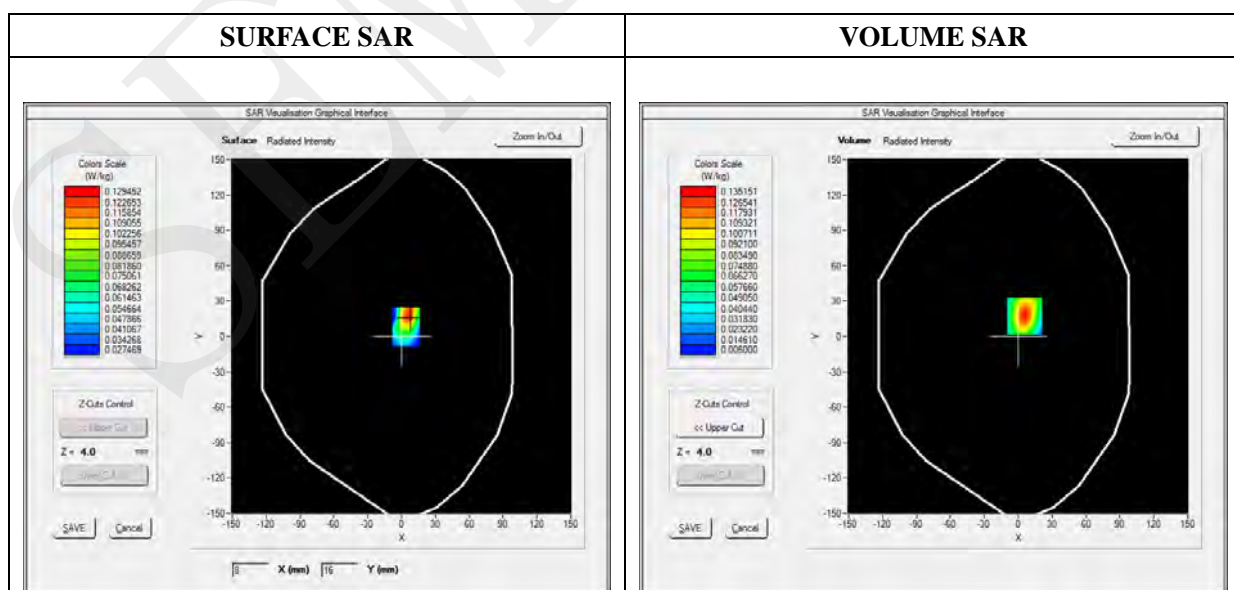 SURFACE SAR
VOLUME SAR
SAR Visualisation Graphical Interface
Surface Radiated Intensity
Zoom In/Out
Colors Scale
(W/kg)
0.129452
0.122653
0.115854
0.109055
0.102256
0.095457
0.088659
0.081860
0.075061
0.068262
0.061463
0.054664
0.047866
0.041067
0.034268
0.027469
150
120
90
60
30
0
-30
-60
-90
-120
-150
Y
-150 -120 -90 -60 -30 0 30 60 90 120 150
X
Z-Cuts Control
<< Upper Cut
Z = 4.0 mm
SAVE Cancel
8 X (mm) 16 Y (mm)
SAR Visualisation Graphical Interface
Volume Radiated Intensity
Zoom In/Out
Colors Scale
(W/kg)
0.135151
0.126541
0.117931
0.109321
0.100711
0.092100
0.083490
0.074880
0.066270
0.057660
0.049050
0.040440
0.031830
0.023220
0.014610
0.006000
150
120
90
60
30
0
-30
-60
-90
-120
-150
Y
-150 -120 -90 -60 -30 0 30 60 90 120 150
X
Z-Cuts Control
<< Upper Cut
Z = 4.0 mm
SAVE Cancel